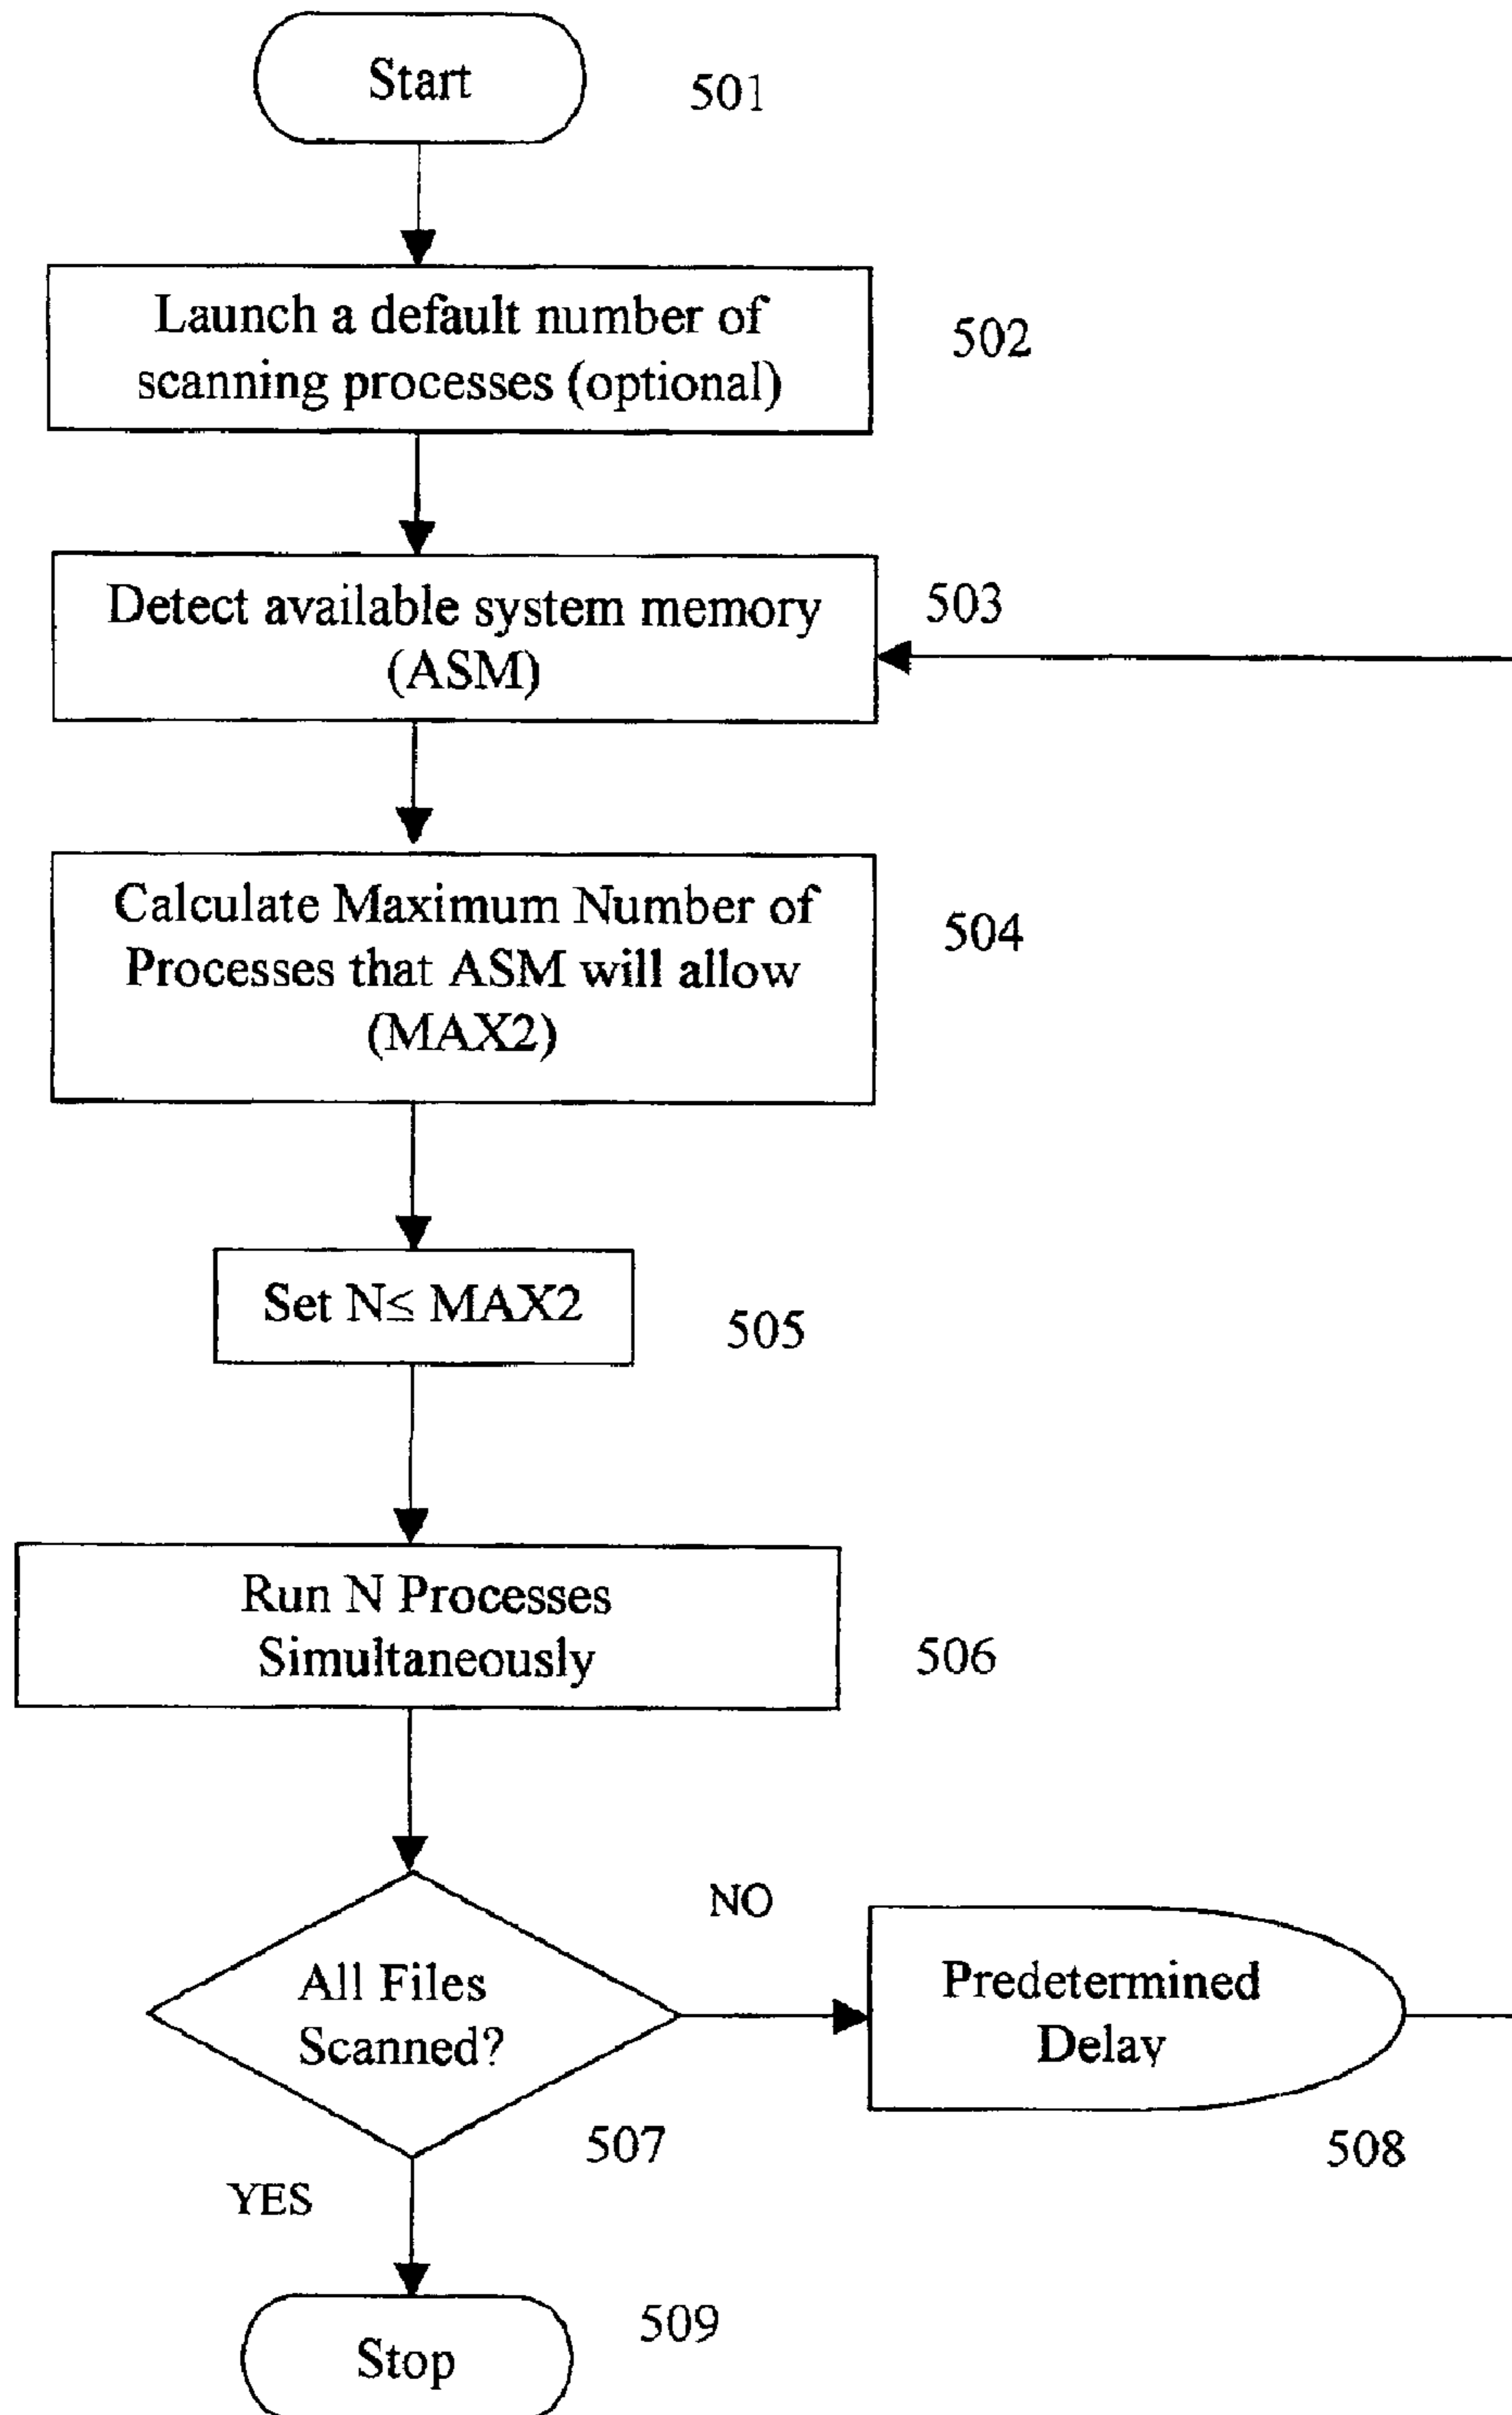 Start
501
Launch a default number of
scanning processes (optional)
502
Detect available system memory
(ASM)
503
Calculate Maximum Number of
Processes that ASM will allow
(MAX2)
504
Set N≤ MAX2
505
Run N Processes
Simultaneously
506
All Files
Scanned?
507
NO
Predetermined
Delay
508
YES
Stop
509